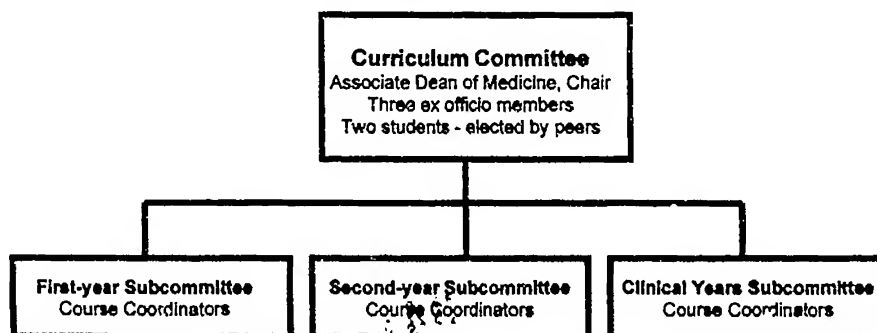 Curriculum Committee
Associate Dean of Medicine, Chair
Three ex officio members
Two students - elected by peers
First-year Subcommittee
Course Coordinators
Second-year Subcommittee
Course Coordinators
Clinical Years Subcommittee
Course Coordinators